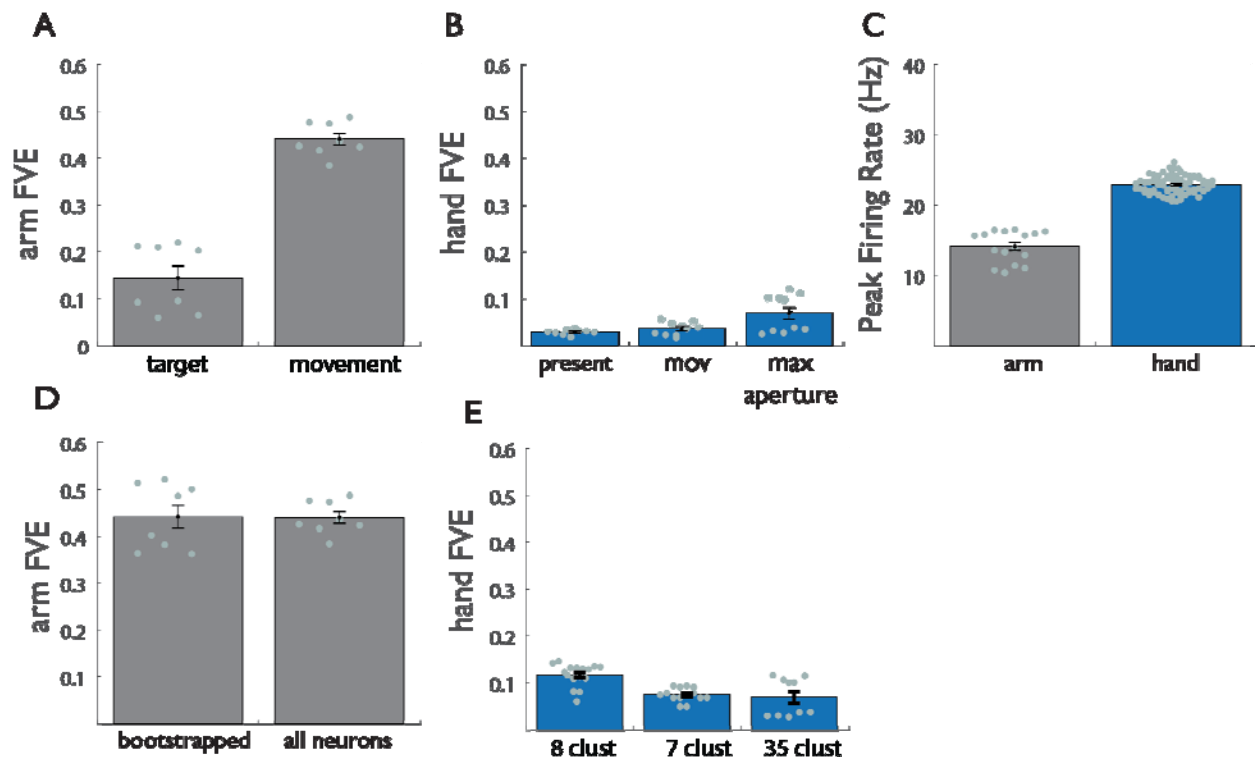 A
0.6
0.5
0.4
0.3
0.2
0.1
0
arm FVE
target movement
B
0.6
0.5
0.4
0.3
0.2
0.1
hand FVE
present mov max
aperture
C
40
30
20
10
Peak Firing Rate (Hz)
arm hand
D
0.6
0.5
0.4
0.3
0.2
0.1
arm FVE
bootstrapped all neurons
E
0.6
0.5
0.4
0.3
0.2
0.1
hand FVE
8 clust 7 clust 35 clust